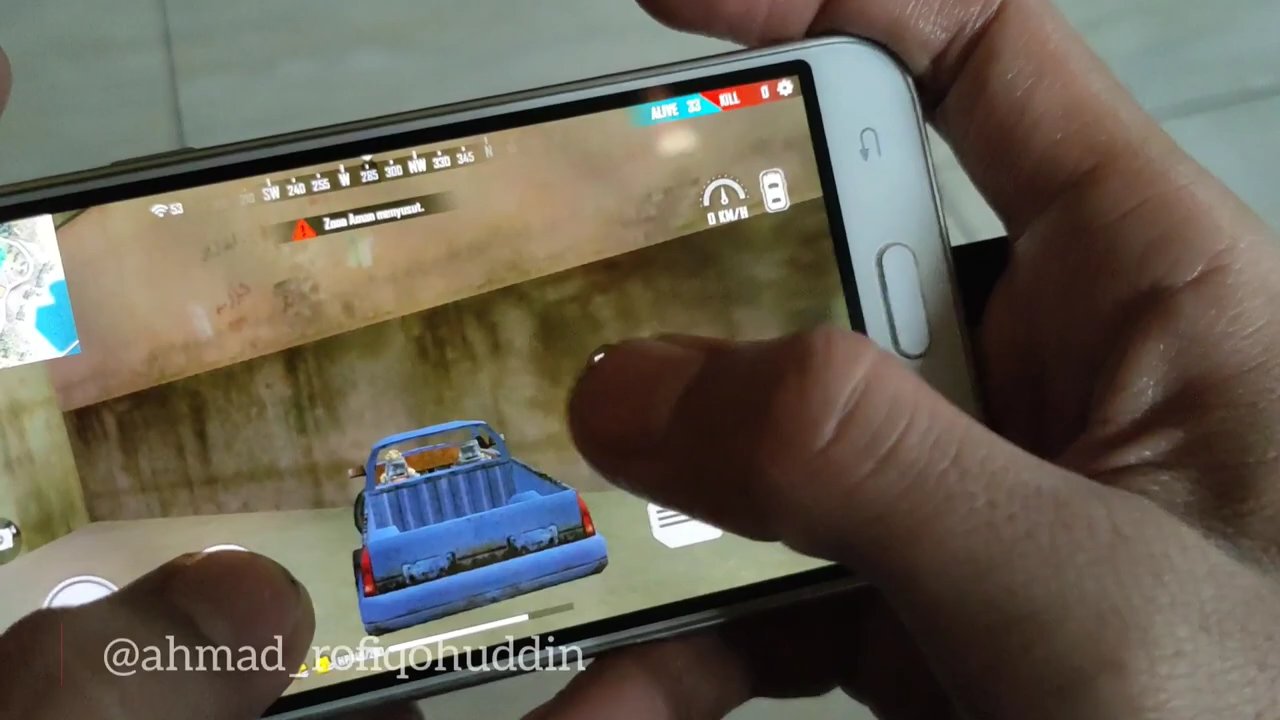 ALIVE 33 KILL 0
SW 240 255 W 285 300 NW 330 345 N
53
Zona Aman menyusut.
0 KM/H
@ahmad_rofiqohuddin